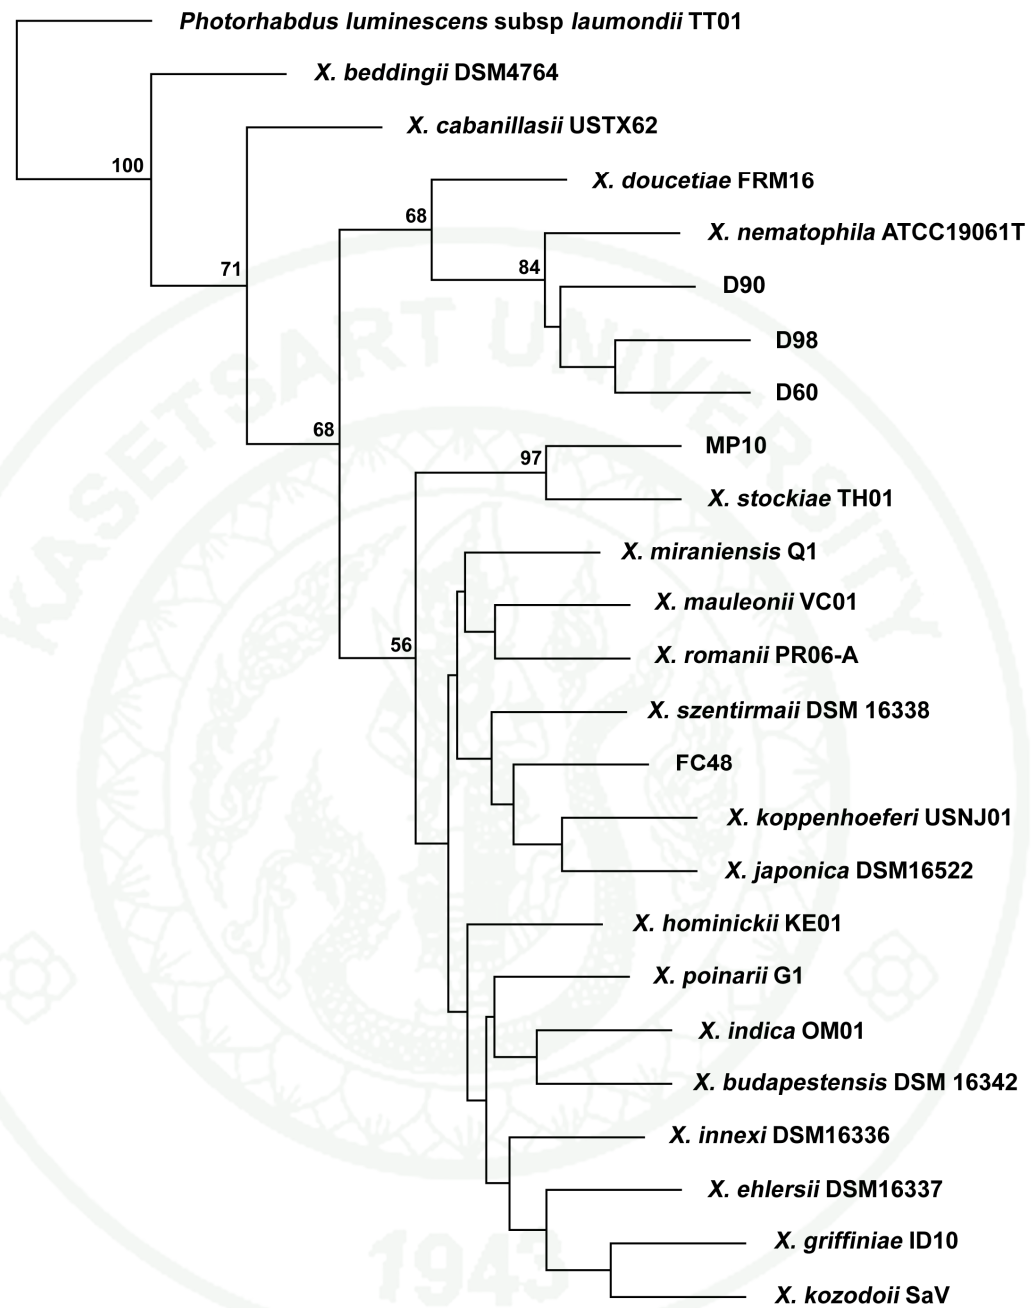 Photorhabdus luminescens subsp laumondii TT01
X. beddingii DSM4764
X. cabanillasii USTX62
100
X. doucetiae FRM16
68
X. nematophila ATCC19061T
84
71
D90
D98
D60
68
MP10
97
X. stockiae TH01
X. miraniensis Q1
X. mauleonii VC01
56
X. romanii PR06-A
X. szentirmaii DSM 16338
FC48
X. koppenhoeferi USNJ01
X. japonica DSM16522
X. hominickii KE01
X. poinarii G1
X. indica OM01
X. budapestensis DSM 16342
X. innexi DSM16336
X. ehlersii DSM16337
X. griffiniae ID10
X. kozodoii SaV
KASETSART UNIVERSITY
1943